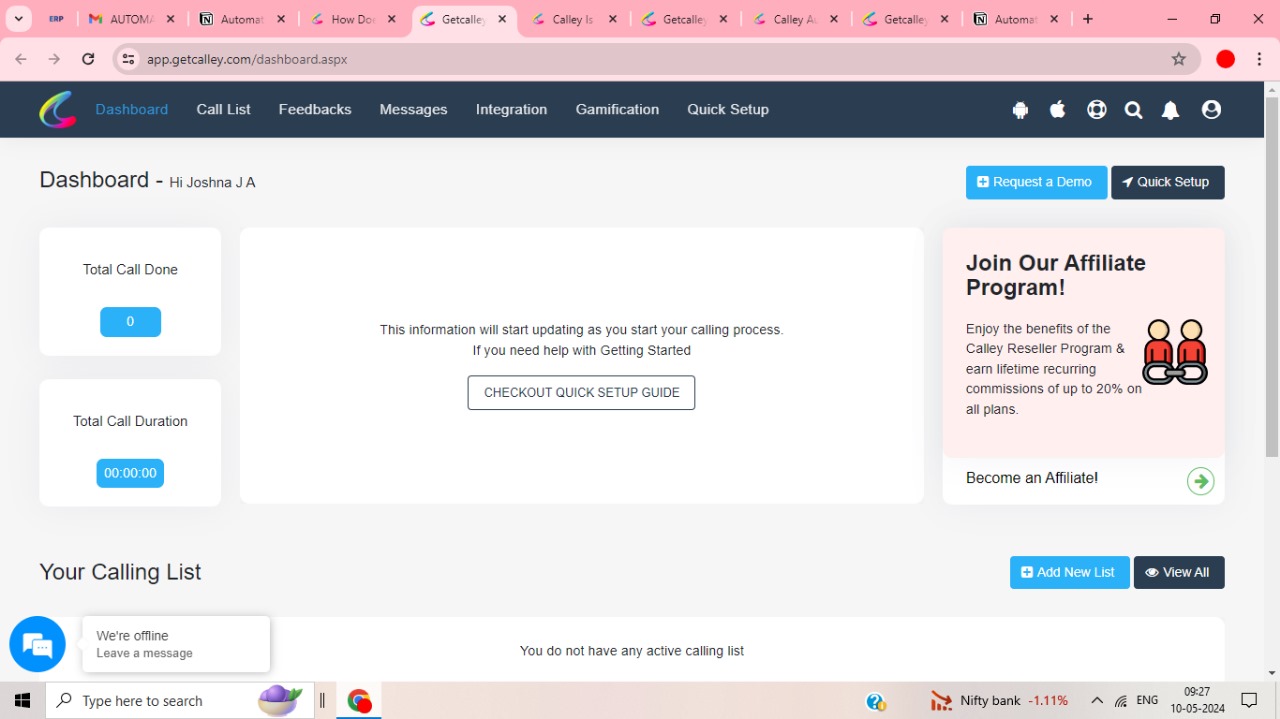 ERP
AUTOMA
Automat
How Doe
Getcalley
Calley Is
Getcalley
Calley Au
Getcalley
Automat
app.getcalley.com/dashboard.aspx
Dashboard
Call List
Feedbacks
Messages
Integration
Gamification
Quick Setup
Dashboard - Hi Joshna J A
Request a Demo
Quick Setup
Total Call Done
0
Total Call Duration
00:00:00
This information will start updating as you start your calling process.
If you need help with Getting Started
CHECKOUT QUICK SETUP GUIDE
Join Our Affiliate
Program!
Enjoy the benefits of the
Calley Reseller Program &
earn lifetime recurring
commissions of up to 20% on
all plans.
Become an Affiliate!
Your Calling List
Add New List
View All
You do not have any active calling list
We're offline
Leave a message
Type here to search
Nifty bank -1.11%
ENG
09:27
10-05-2024